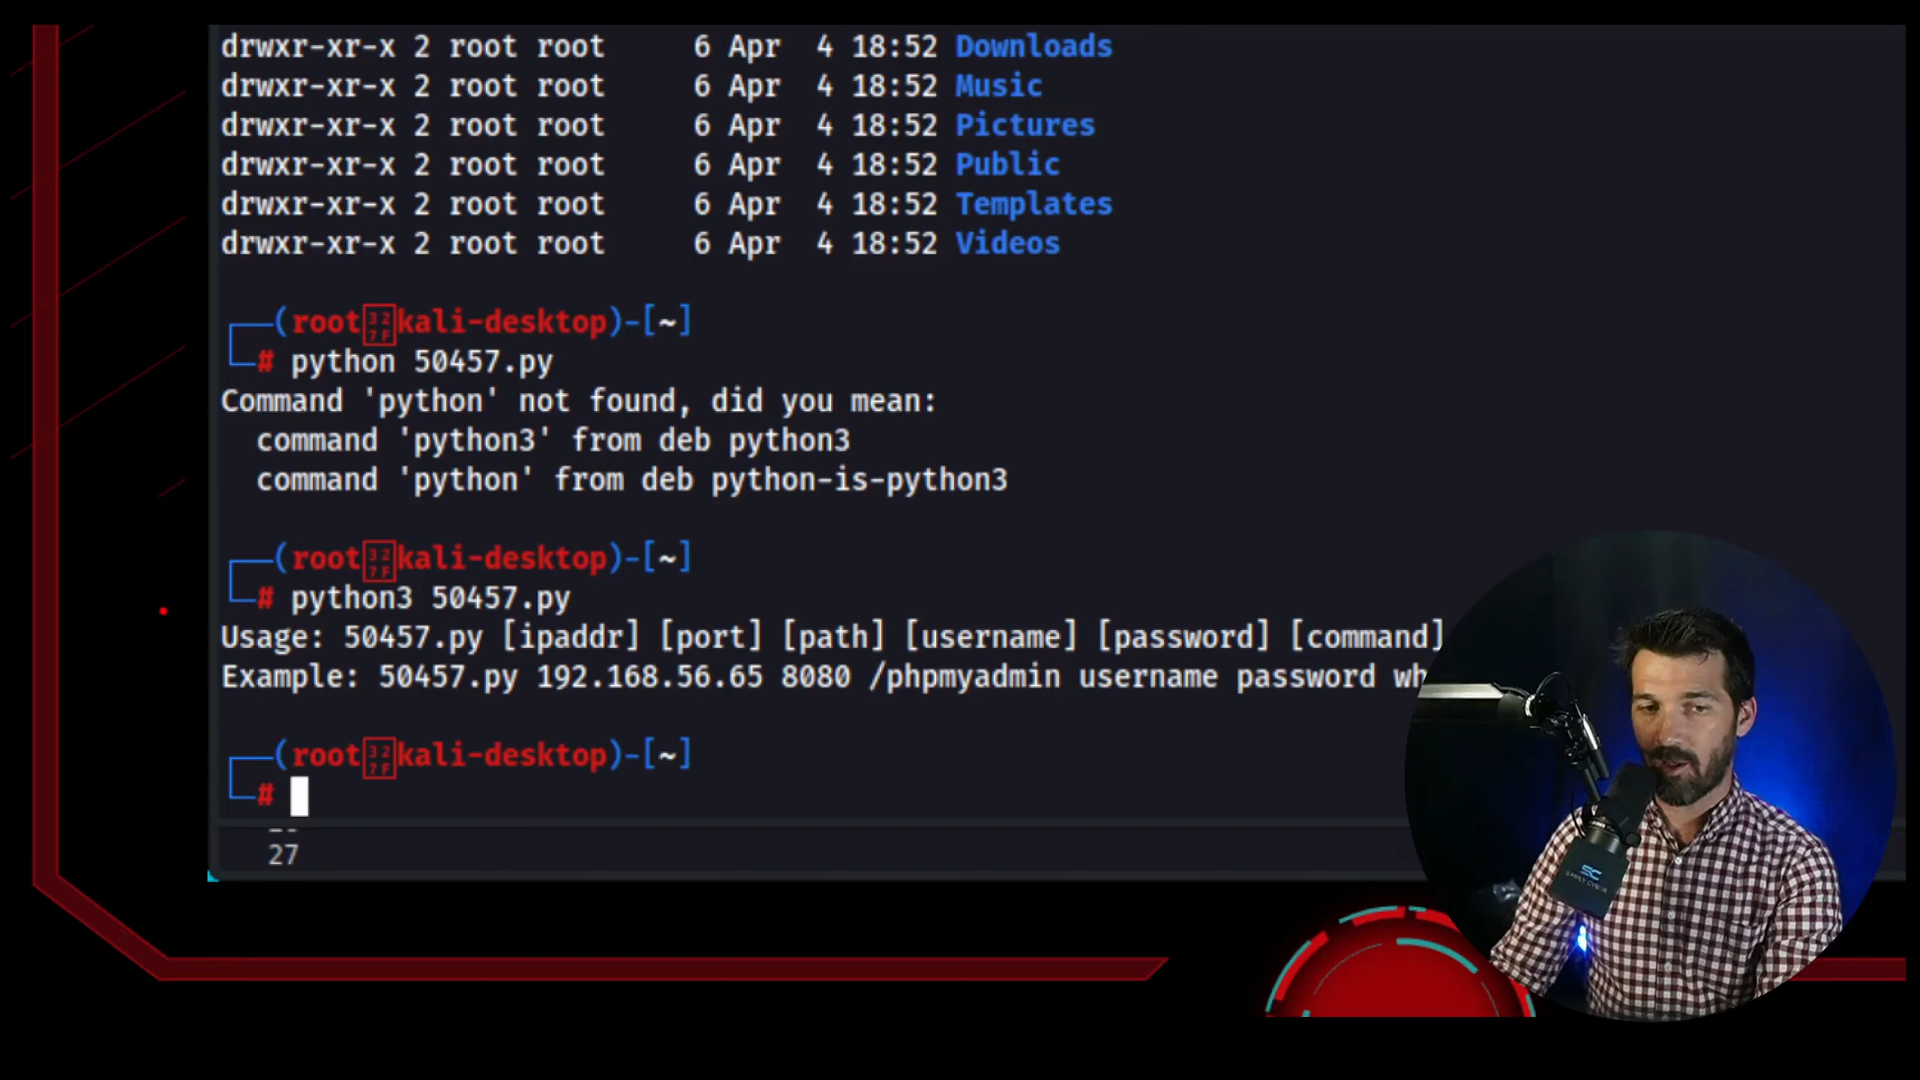 drwxr-xr-x 2 root root 6 Apr 4 18:52 Downloads
drwxr-xr-x 2 root root 6 Apr 4 18:52 Music
drwxr-xr-x 2 root root 6 Apr 4 18:52 Pictures
drwxr-xr-x 2 root root 6 Apr 4 18:52 Public
drwxr-xr-x 2 root root 6 Apr 4 18:52 Templates
drwxr-xr-x 2 root root 6 Apr 4 18:52 Videos
┌──(root㉿kali-desktop)-[~]
└─# python 50457.py
Command 'python' not found, did you mean:
command 'python3' from deb python3
command 'python' from deb python-is-python3
┌──(root㉿kali-desktop)-[~]
└─# python3 50457.py
Usage: 50457.py [ipaddr] [port] [path] [username] [password] [command]
Example: 50457.py 192.168.56.65 8080 /phpmyadmin username password wh
┌──(root㉿kali-desktop)-[~]
└─#
27
SC
SIMPLY CYBER